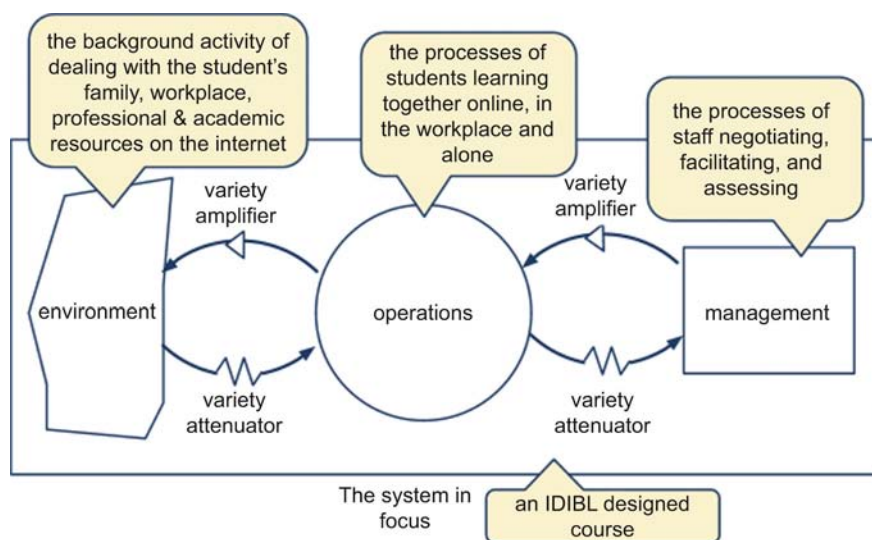 the background activity of
dealing with the student's
family, workplace,
professional & academic
resources on the internet
the processes of
students learning
together online, in
the workplace and
alone
the processes of
staff negotiating,
facilitating, and
assessing
variety
amplifier
variety
amplifier
environment
operations
management
variety
attenuator
variety
attenuator
The system in
focus
an IDIBL designed
course